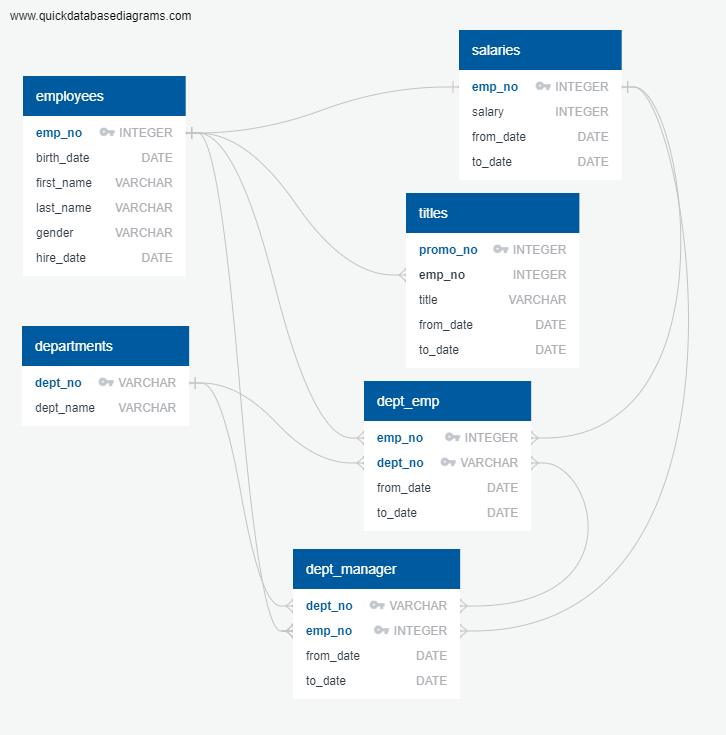 www.quickdatabasediagrams.com
employees
emp_no INTEGER
birth_date DATE
first_name VARCHAR
last_name VARCHAR
gender VARCHAR
hire_date DATE
salaries
emp_no INTEGER
salary INTEGER
from_date DATE
to_date DATE
titles
promo_no INTEGER
emp_no INTEGER
title VARCHAR
from_date DATE
to_date DATE
departments
dept_no VARCHAR
dept_name VARCHAR
dept_emp
emp_no INTEGER
dept_no VARCHAR
from_date DATE
to_date DATE
dept_manager
dept_no VARCHAR
emp_no INTEGER
from_date DATE
to_date DATE